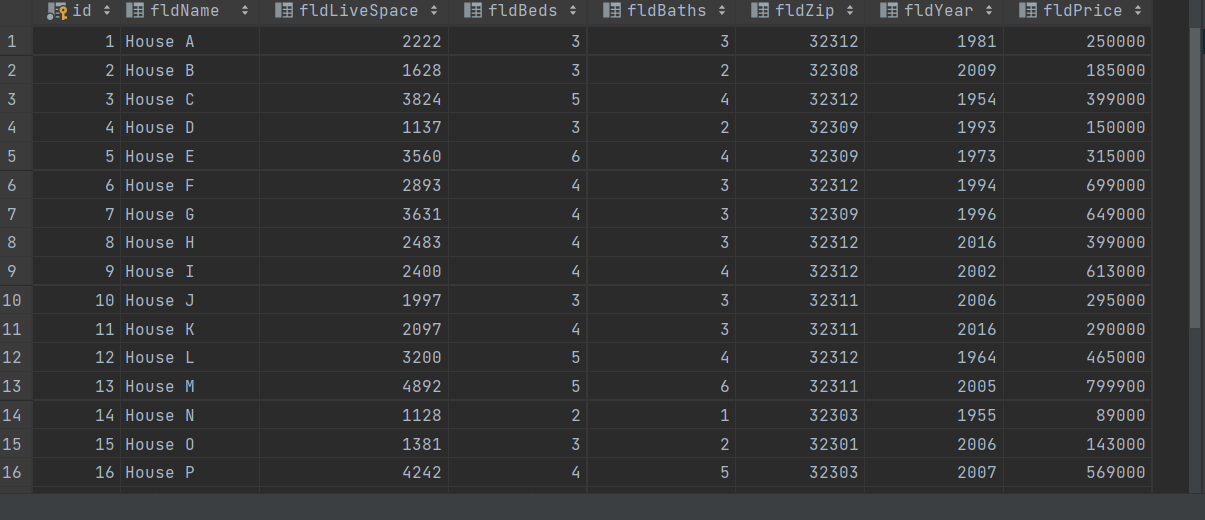 id fldName fldLiveSpace fldBeds fldBaths fldZip fldYear fldPrice
1 1 House A 2222 3 3 32312 1981 250000
2 2 House B 1628 3 2 32308 2009 185000
3 3 House C 3824 5 4 32312 1954 399000
4 4 House D 1137 3 2 32309 1993 150000
5 5 House E 3560 6 4 32309 1973 315000
6 6 House F 2893 4 3 32312 1994 699000
7 7 House G 3631 4 3 32309 1996 649000
8 8 House H 2483 4 3 32312 2016 399000
9 9 House I 2400 4 4 32312 2002 613000
10 10 House J 1997 3 3 32311 2006 295000
11 11 House K 2097 4 3 32311 2016 290000
12 12 House L 3200 5 4 32312 1964 465000
13 13 House M 4892 5 6 32311 2005 799900
14 14 House N 1128 2 1 32303 1955 89000
15 15 House O 1381 3 2 32301 2006 143000
16 16 House P 4242 4 5 32303 2007 569000